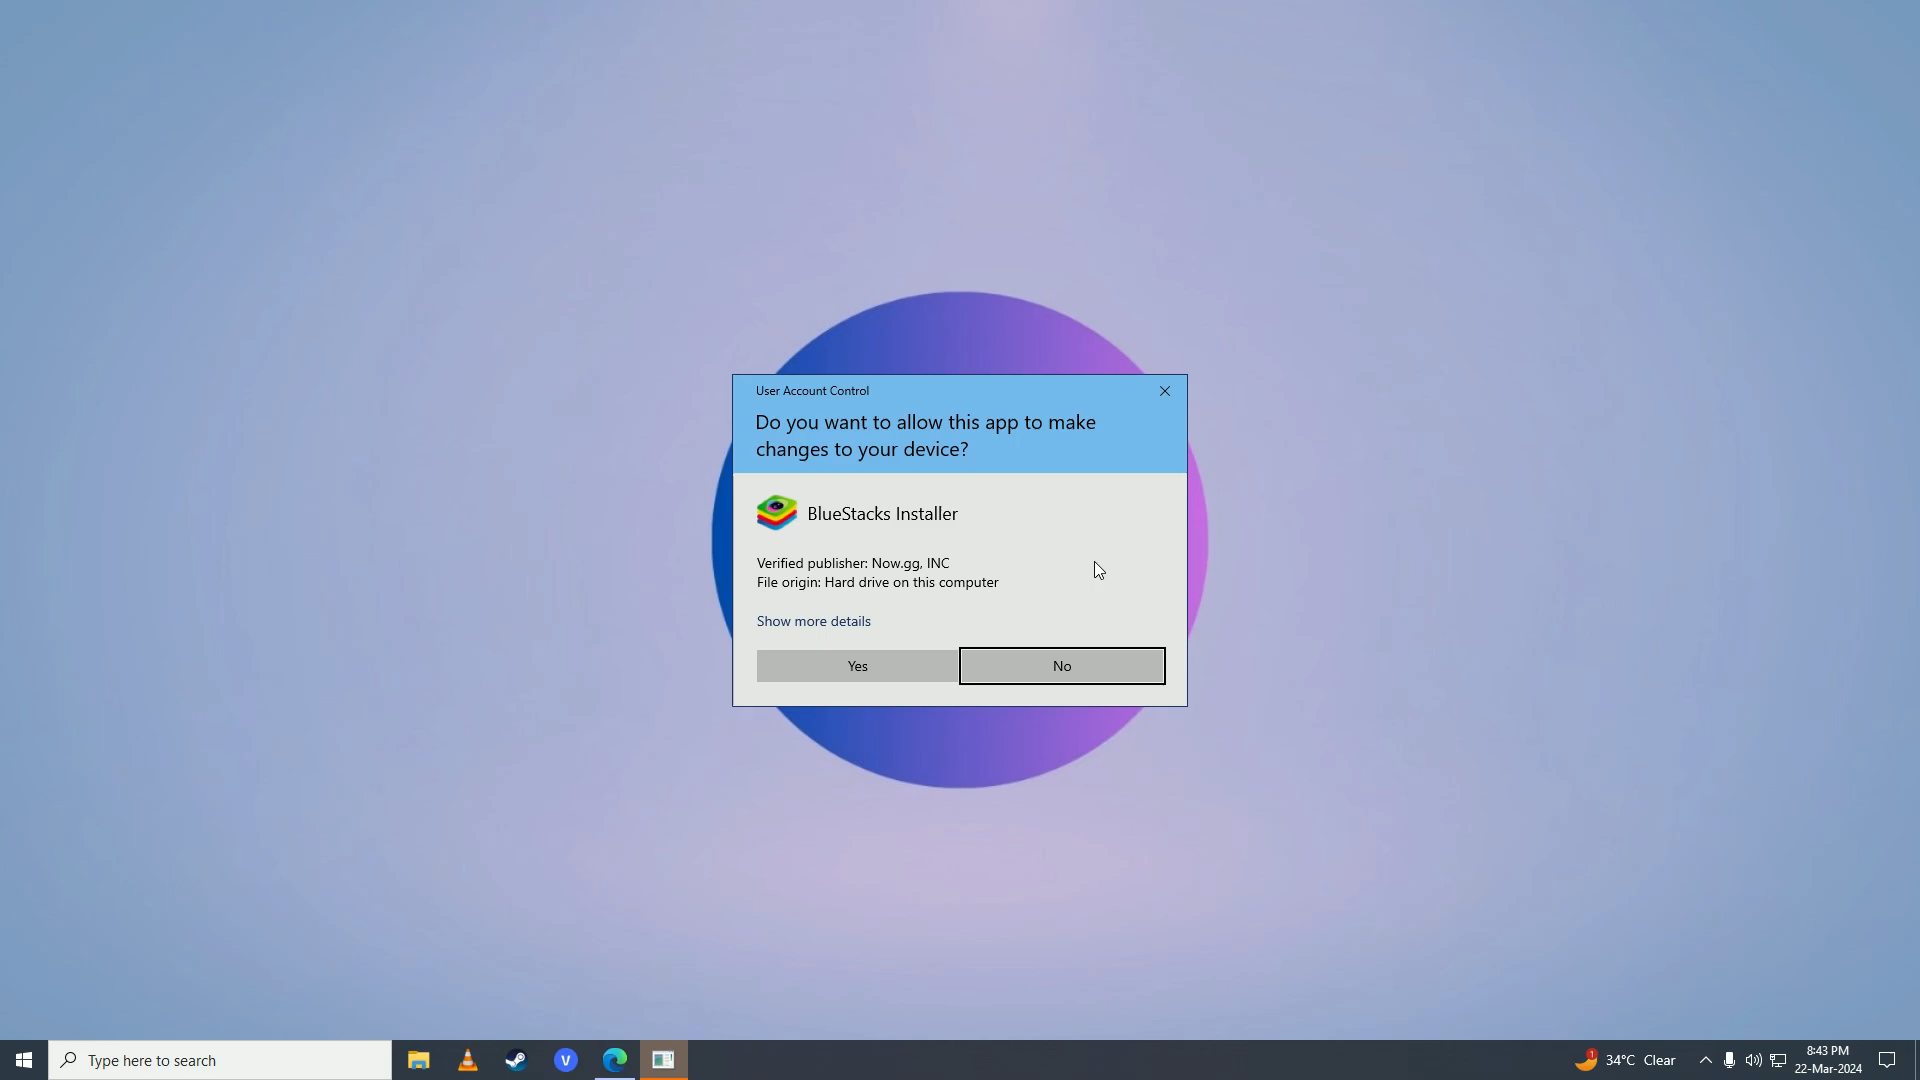 User Account Control
Do you want to allow this app to make
changes to your device?
BlueStacks Installer
Verified publisher: Now.gg, INC
File origin: Hard drive on this computer
Show more details
Yes
No
Type here to search
V
1
34°C Clear
8:43 PM
22-Mar-2024